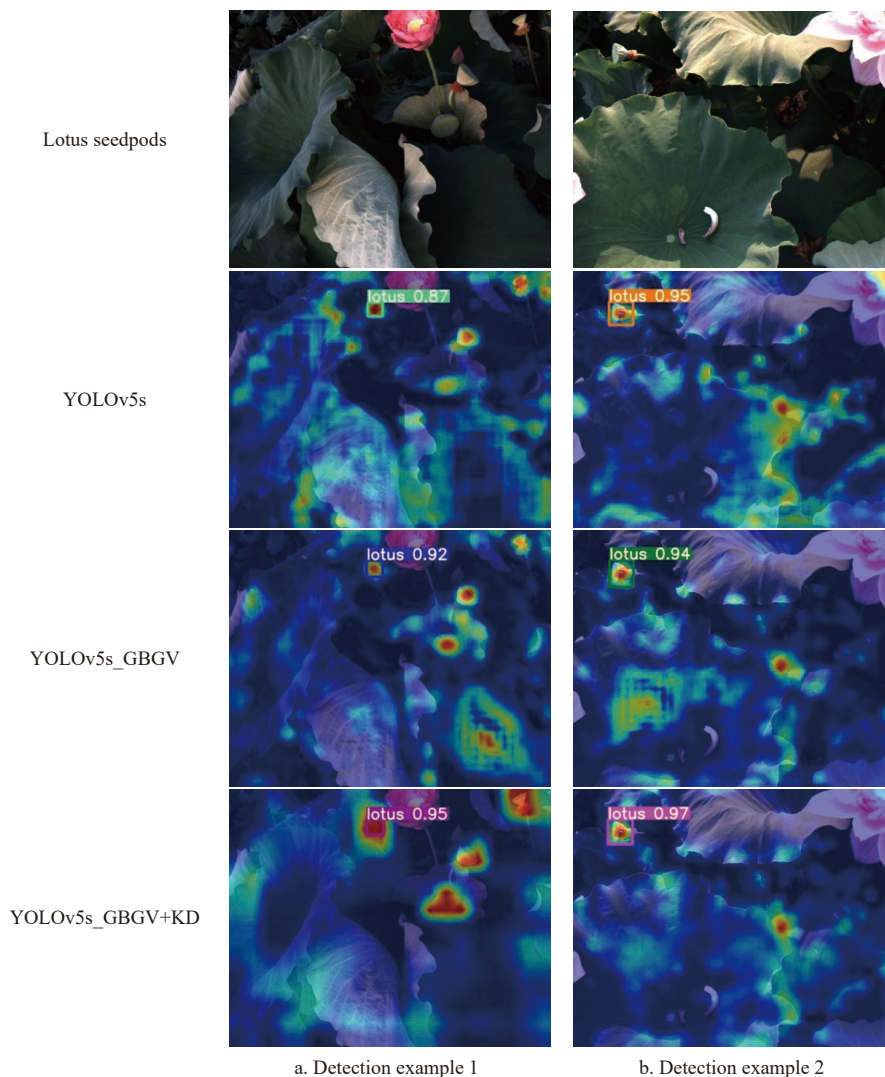 Lotus seedpods
YOLOv5s
lotus 0.87
lotus 0.95
YOLOv5s_GBGV
lotus 0.92
lotus 0.94
YOLOv5s_GBGV+KD
lotus 0.95
lotus 0.97
a. Detection example 1
b. Detection example 2